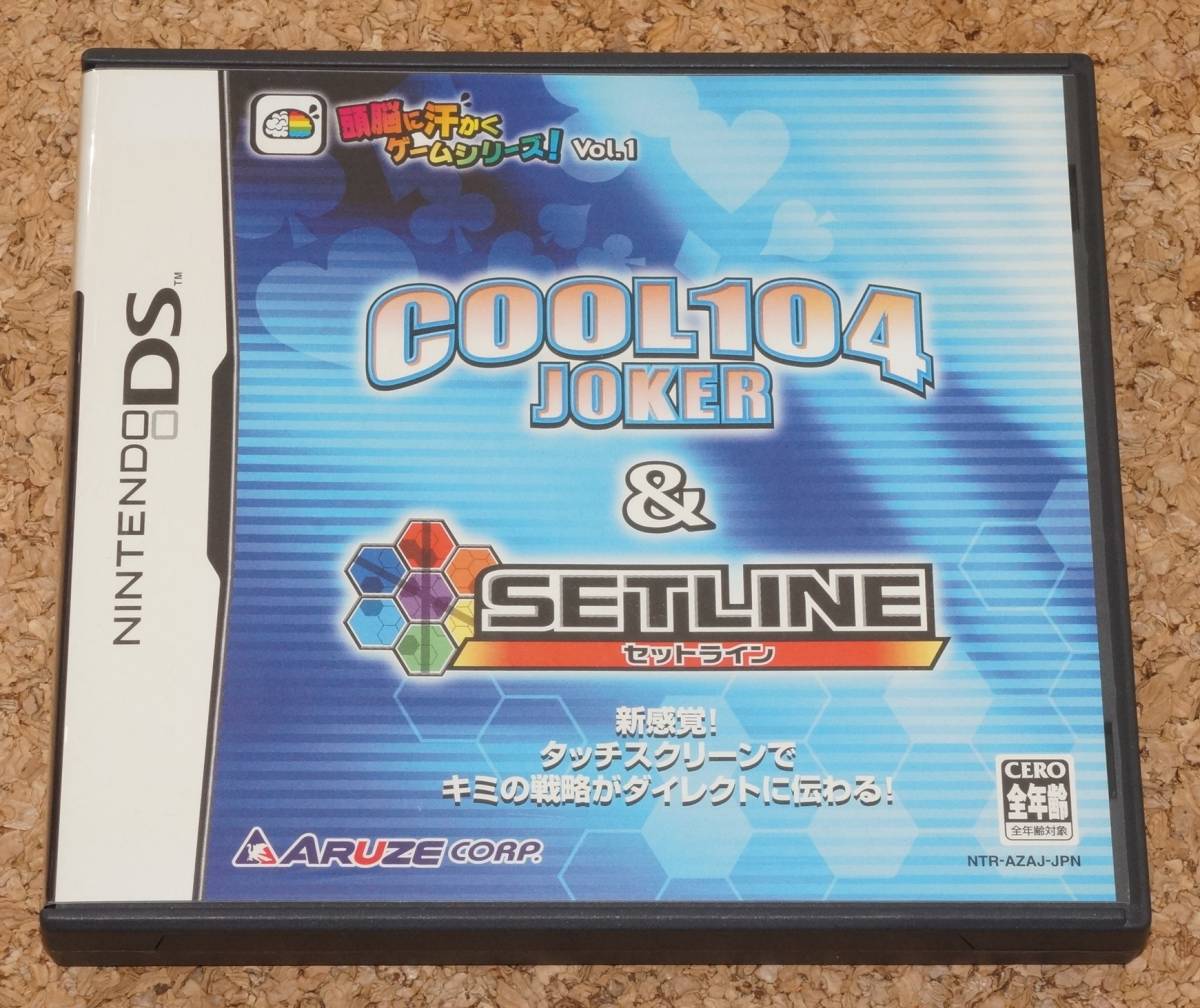 頭脳に汗かく
ゲームシリーズ! Vol.1
NINTENDO DS™
COOL104
JOKER
&
SETLINE
セットライン
新感覚!
タッチスクリーンで
キミの戦略がダイレクトに伝わる!
ARUZE CORP.
CERO
全年齢
全年齢対象
NTR-AZAJ-JPN